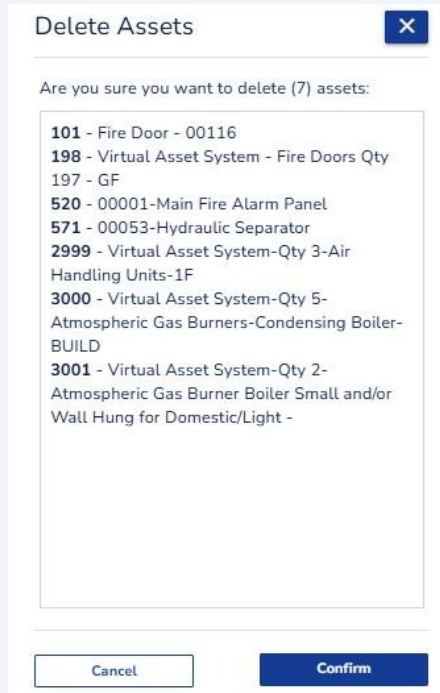 Delete Assets
Are you sure you want to delete (7) assets:
101 - Fire Door - 00116
198 - Virtual Asset System - Fire Doors Qty
197 - GF
520 - 00001-Main Fire Alarm Panel
571 - 00053-Hydraulic Separator
2999 - Virtual Asset System-Qty 3-Air
Handling Units-1F
3000 - Virtual Asset System-Qty 5-
Atmospheric Gas Burners-Condensing Boiler-
BUILD
3001 - Virtual Asset System-Qty 2-
Atmospheric Gas Burner Boiler Small and/or
Wall Hung for Domestic/Light -
Cancel
Confirm